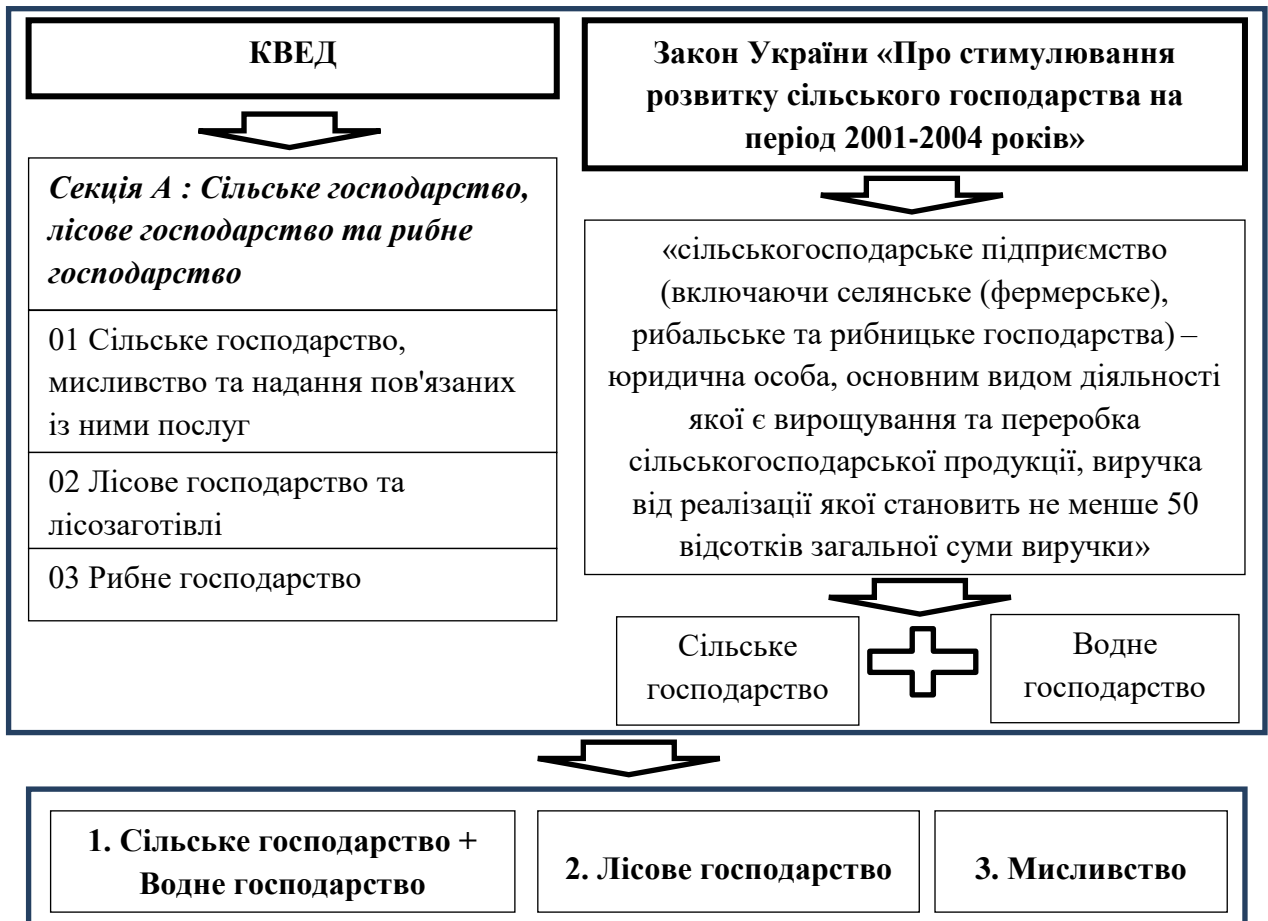 КВЕД
Секція А : Сільське господарство,
лісове господарство та рибне
господарство
01 Сільське господарство,
мисливство та надання пов'язаних
із ними послуг
02 Лісове господарство та
лісозаготівлі
03 Рибне господарство
Закон України «Про стимулювання
розвитку сільського господарства на
період 2001-2004 років»
«сільськогосподарське підприємство
(включаючи селянське (фермерське),
рибальське та рибницьке господарства) –
юридична особа, основним видом діяльності
якої є вирощування та переробка
сільськогосподарської продукції, виручка
від реалізації якої становить не менше 50
відсотків загальної суми виручки»
Сільське
господарство
Водне
господарство
1. Сільське господарство +
Водне господарство
2. Лісове господарство
3. Мисливство